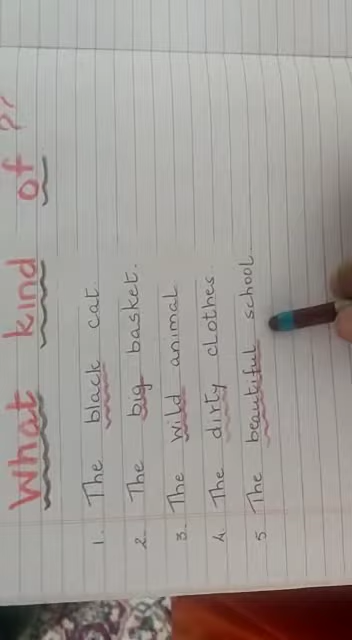 What kind of ??
1. The black cat.
2. The big basket.
3. The wild animal
4. The dirty clothes.
5. The beautiful school.